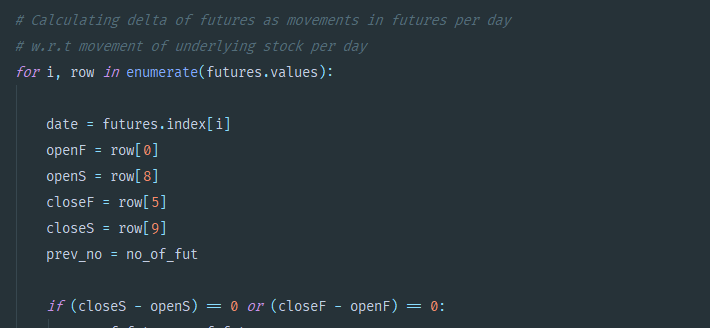 # Calculating delta of futures as movements in futures per day
# w.r.t movement of underlying stock per day
for i, row in enumerate(futures.values):
date = futures.index[i]
openF = row[0]
openS = row[8]
closeF = row[5]
closeS = row[9]
prev_no = no_of_fut
if (closeS - openS) == 0 or (closeF - openF) == 0: